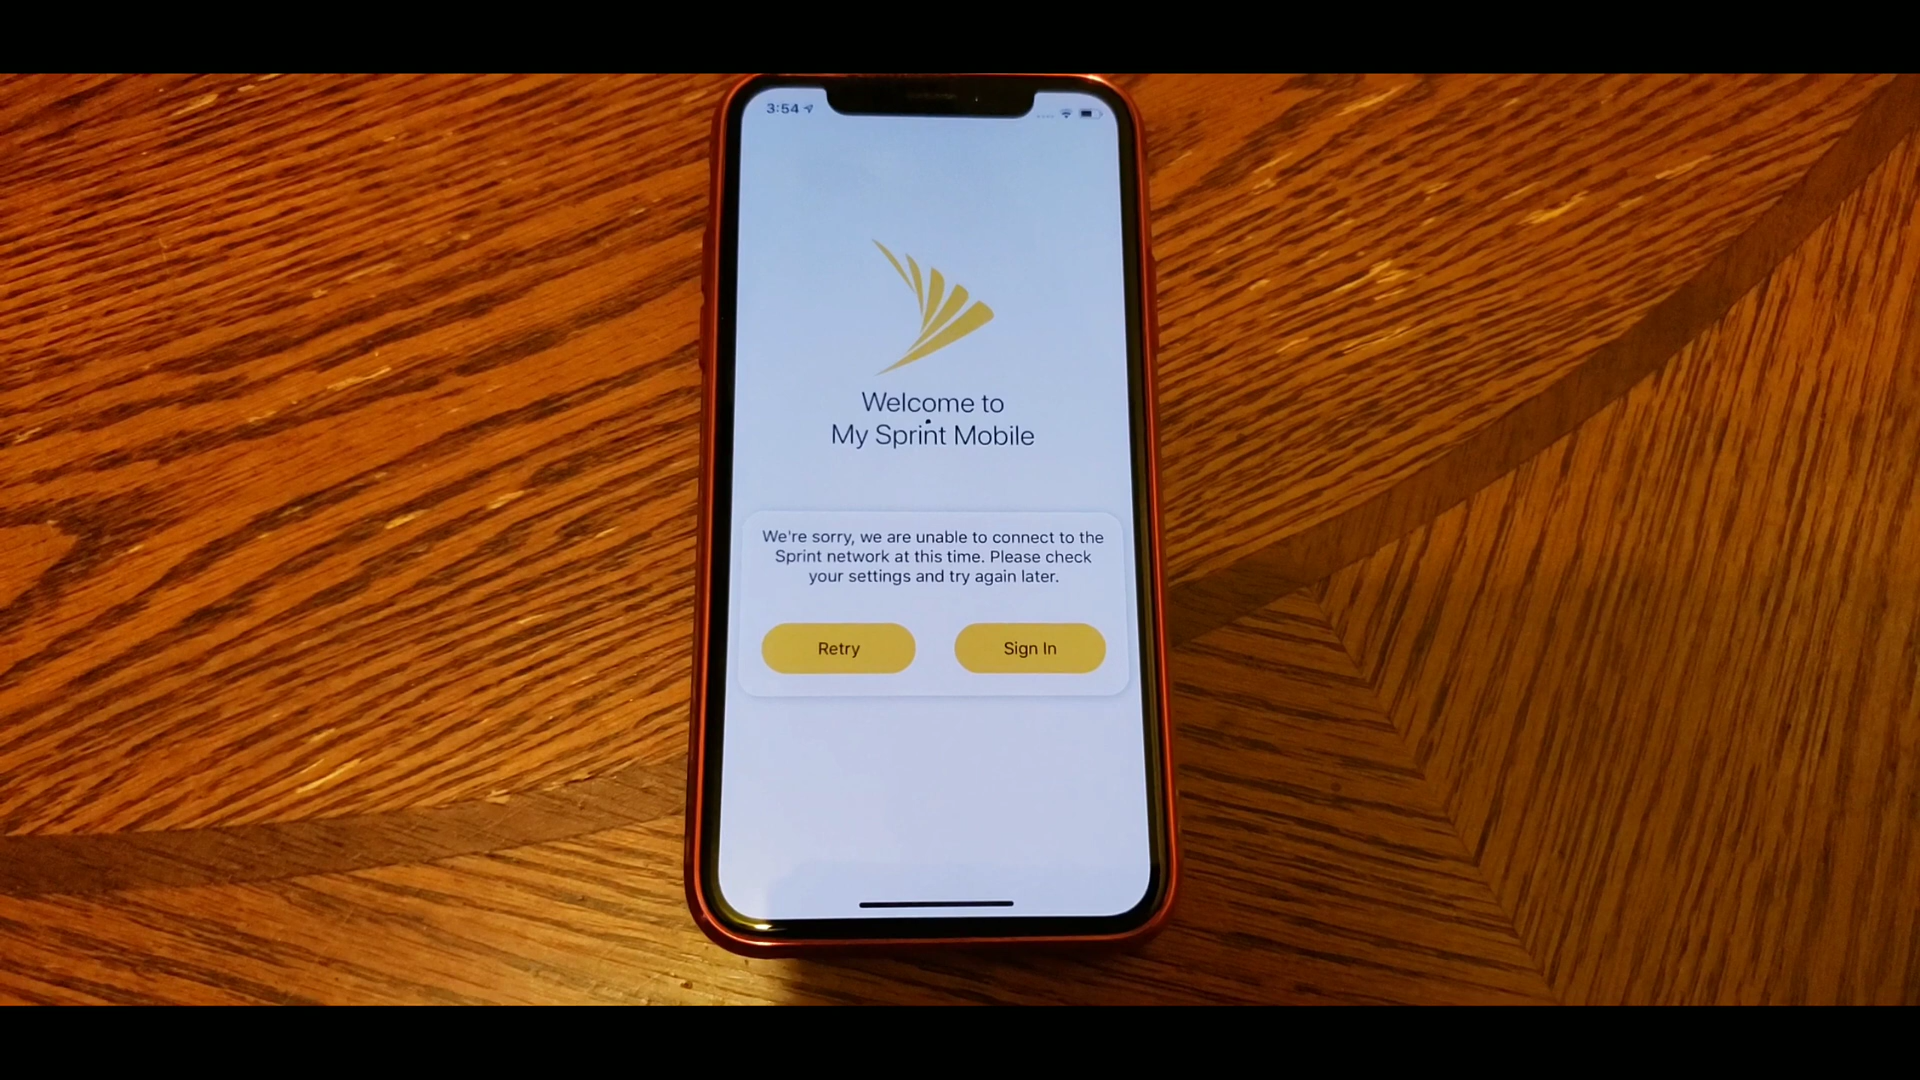 3:54
Welcome to
My Sprint Mobile
We're sorry, we are unable to connect to the
Sprint network at this time. Please check
your settings and try again later.
Retry
Sign In